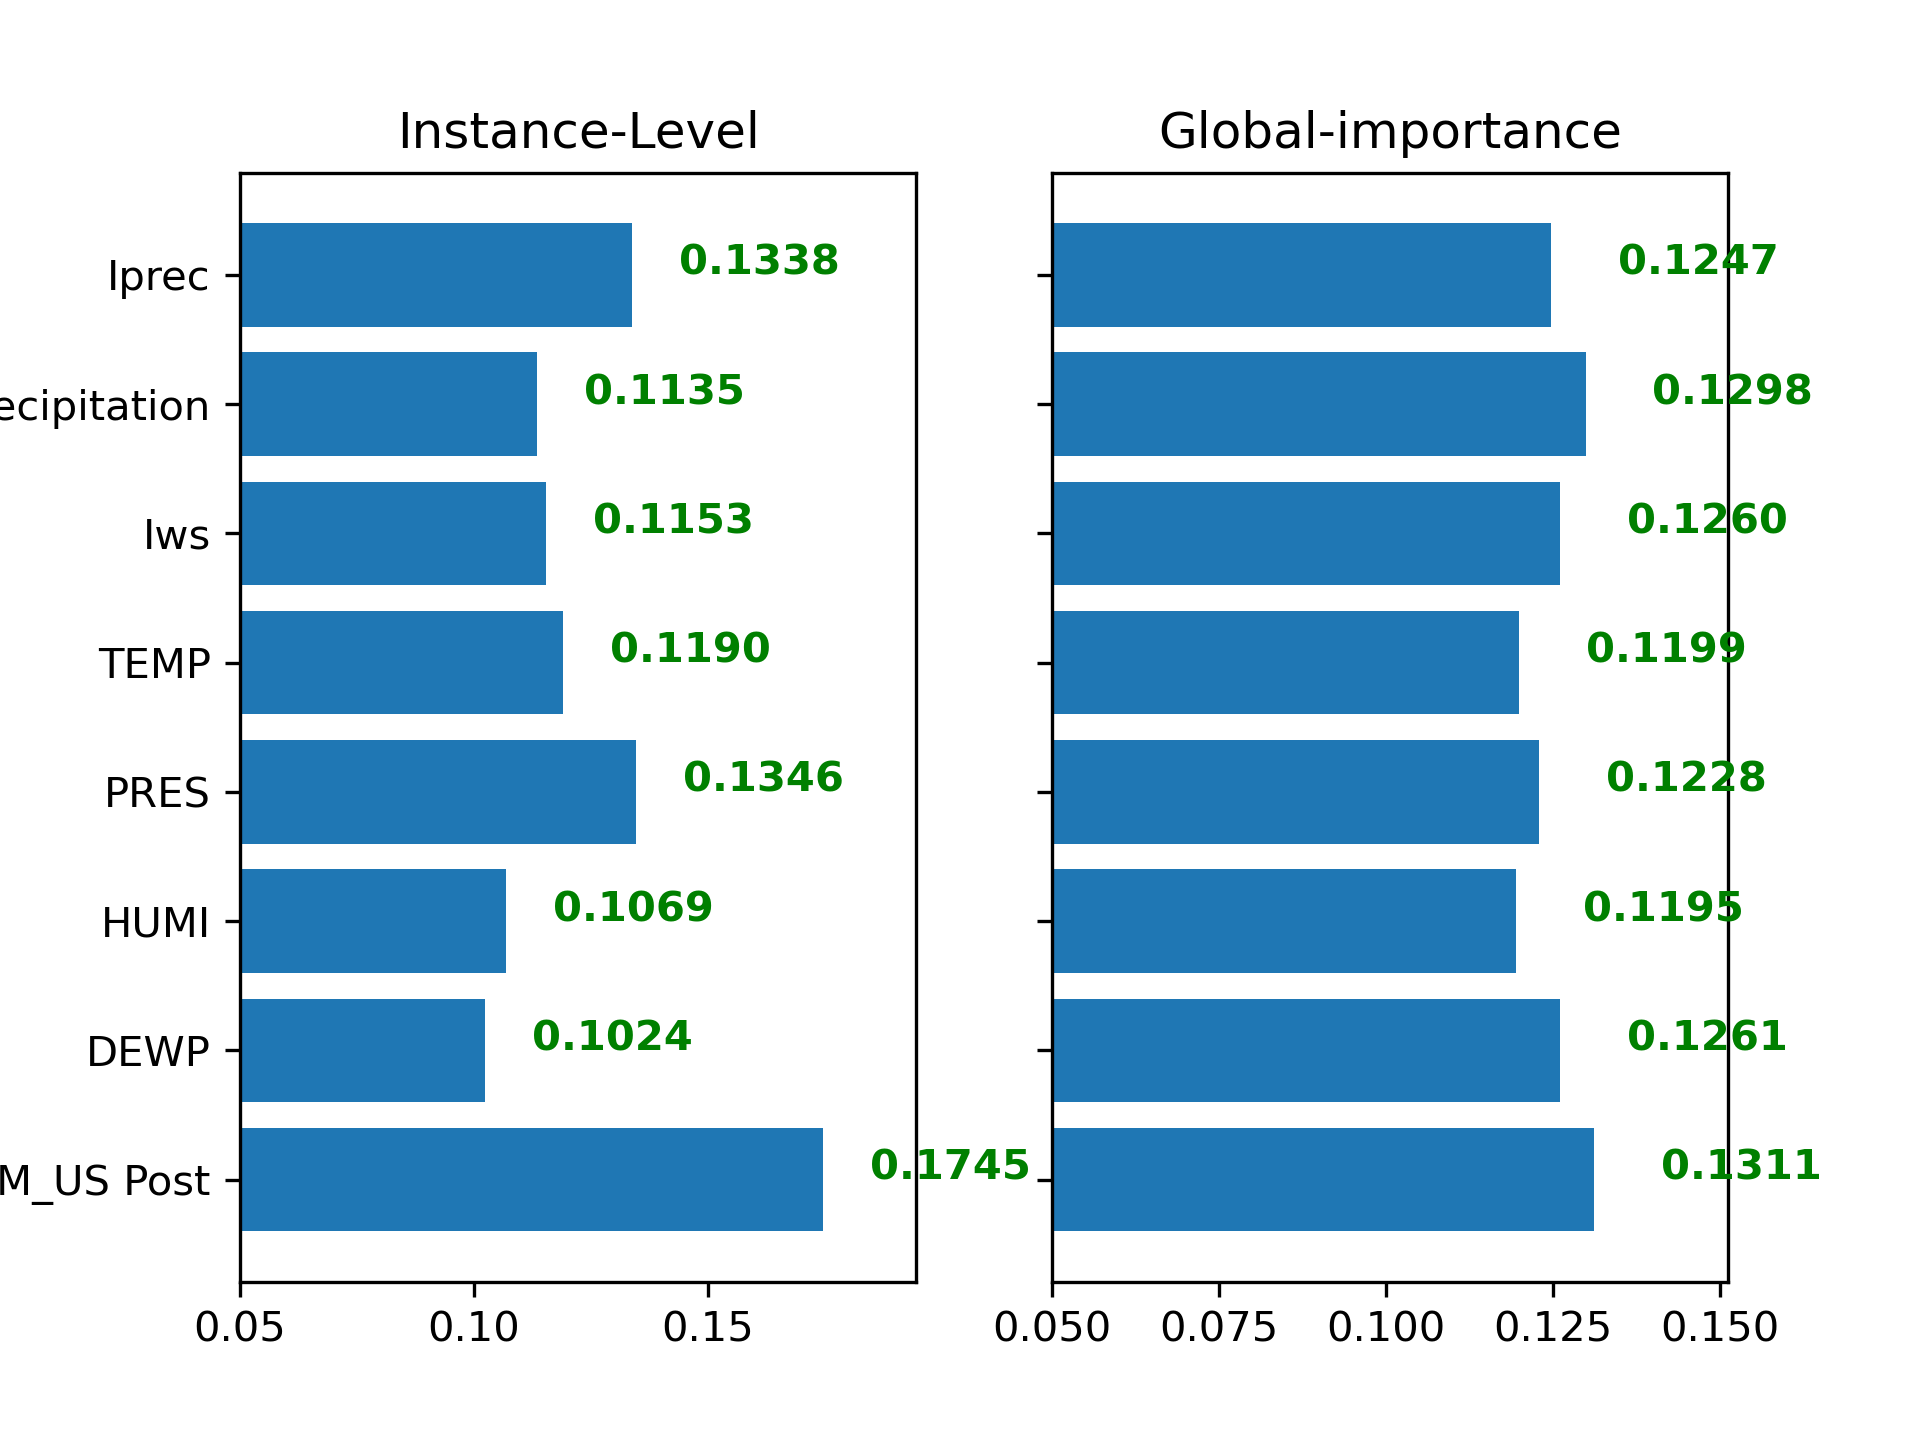 Instance-Level
Global-importance
Iprec
0.1338
0.1247
ecipitation
0.1135
0.1298
Iws
0.1153
0.1260
TEMP
0.1190
0.1199
PRES
0.1346
0.1228
HUMI
0.1069
0.1195
DEWP
0.1024
0.1261
M_US Post
0.1745
0.1311
0.05 0.10 0.15
0.050 0.075 0.100 0.125 0.150